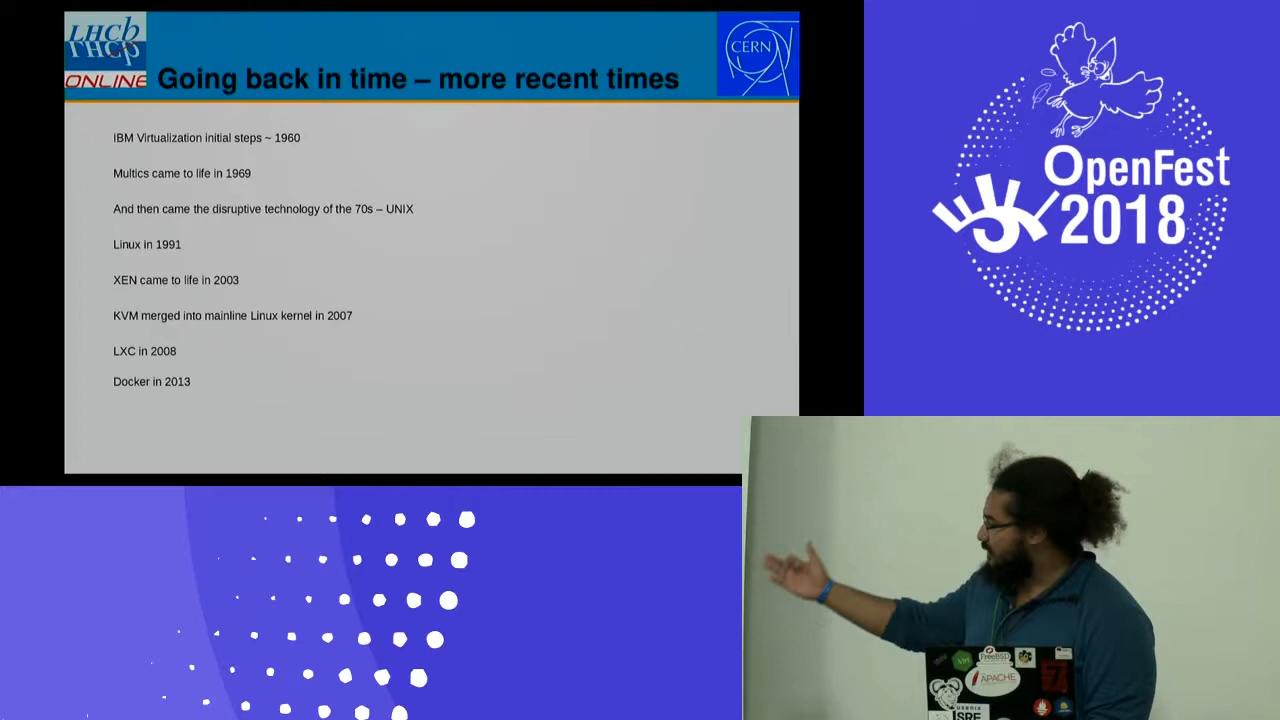 LHCb
ONLINE
Going back in time – more recent times
CERN
IBM Virtualization initial steps ~ 1960
Multics came to life in 1969
And then came the disruptive technology of the 70s – UNIX
Linux in 1991
XEN came to life in 2003
KVM merged into mainline Linux kernel in 2007
LXC in 2008
Docker in 2013
OpenFest
2018
FreeBSD
APACHE
usenix